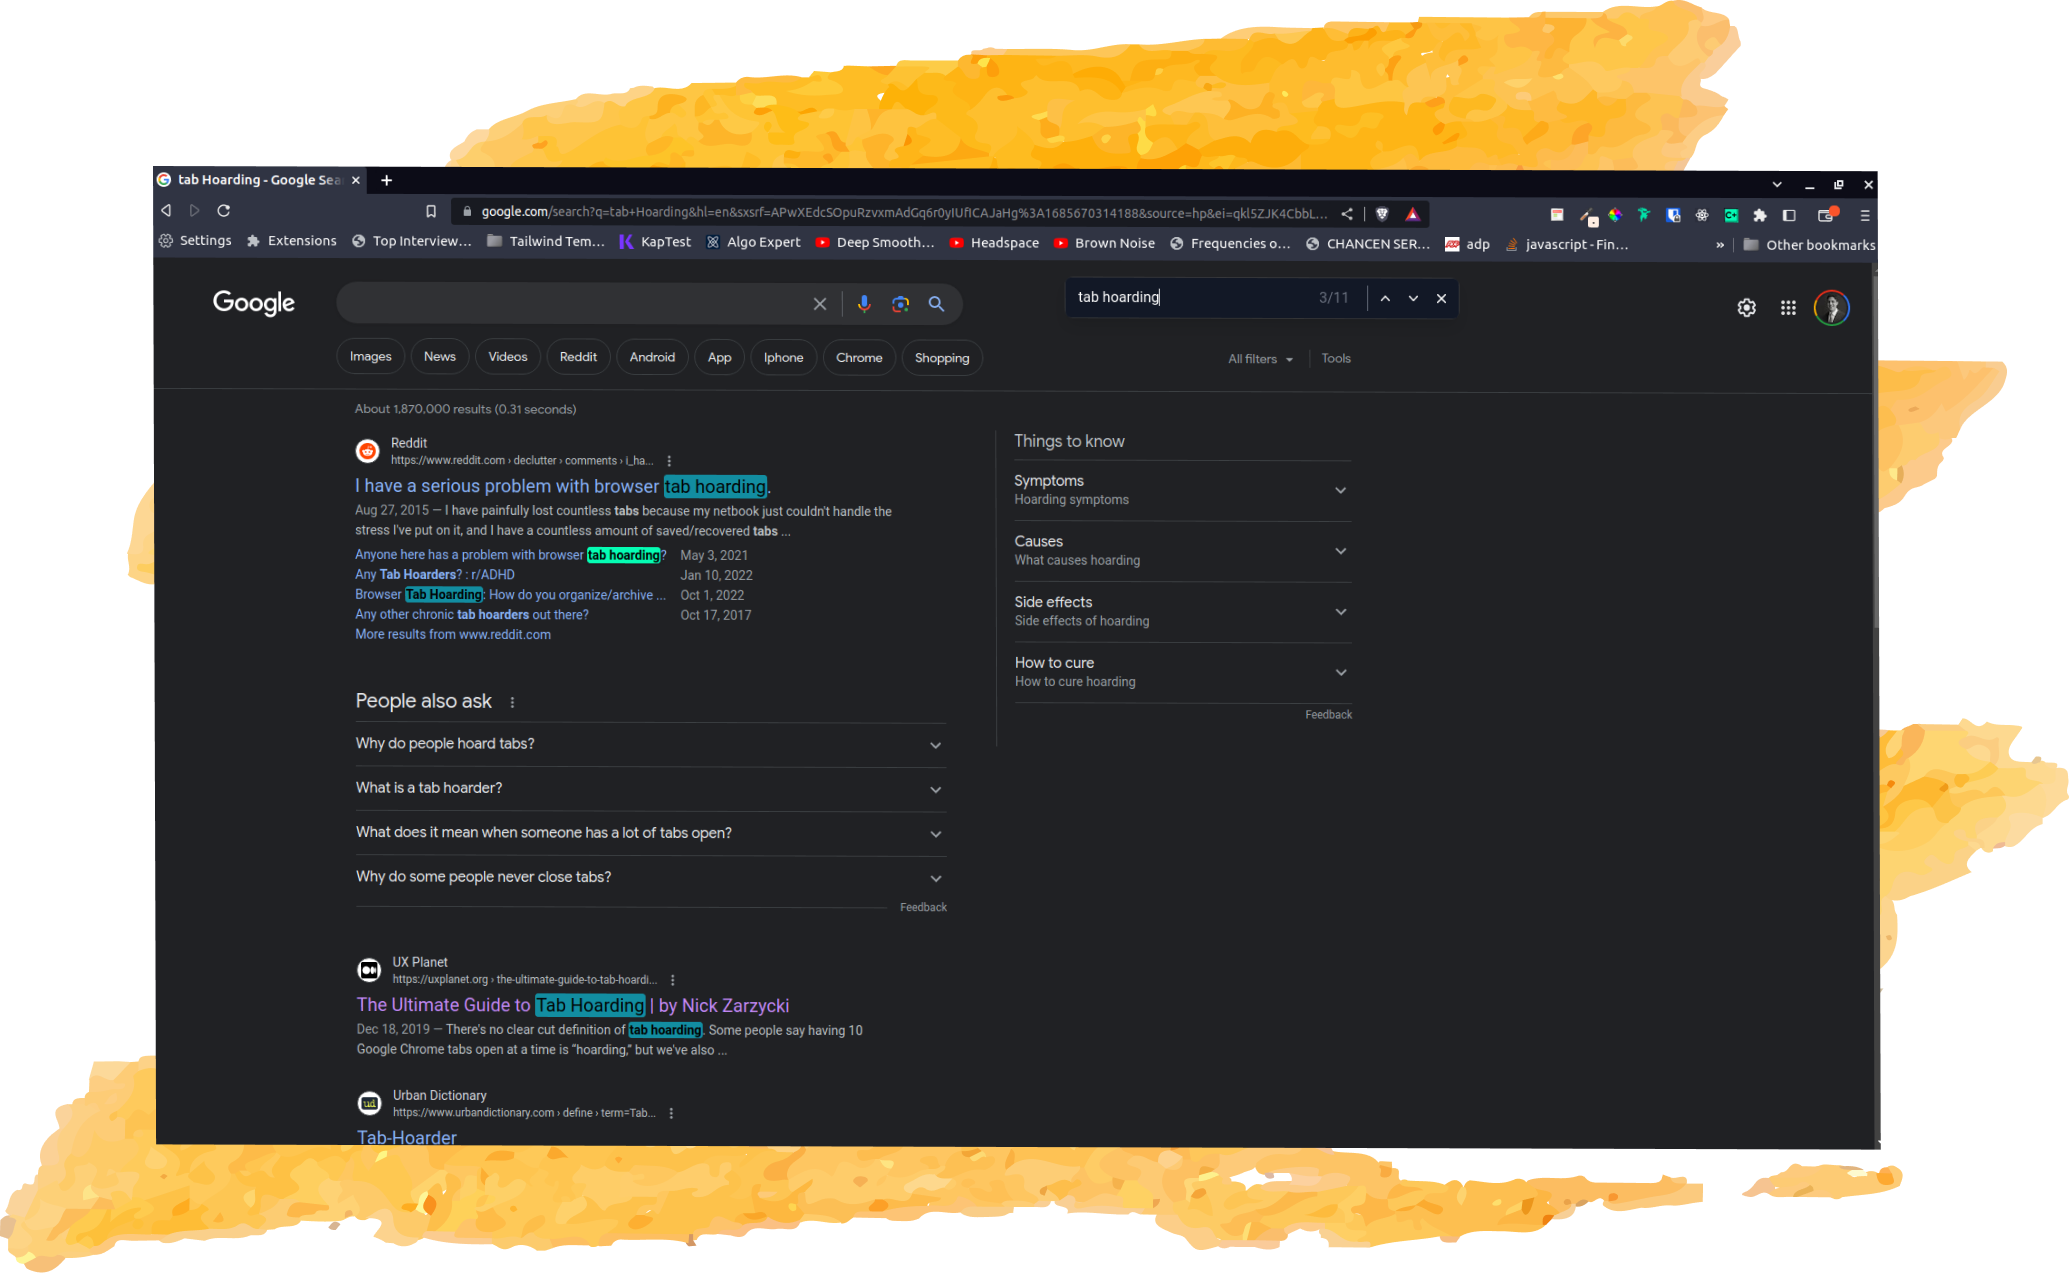 tab Hoarding - Google Sea
google.com/search?q=tab+Hoarding&hl=en&sxsrf=APwXEdcSOpuRzvxmAdGq6r0yIUfICAJaHg%3A1685670314188&source=hp&ei=qkl5ZJK4CbbL...
Settings Extensions Top Interview... Tailwind Tem... KapTest Algo Expert Deep Smooth... Headspace Brown Noise Frequencies o... CHANCEN SER... adp javascript - Fin... » Other bookmarks
Google
tab hoarding 3/11
Images News Videos Reddit Android App Iphone Chrome Shopping
All filters Tools
About 1,870,000 results (0.31 seconds)
Reddit
https://www.reddit.com › declutter › comments › i_ha...
I have a serious problem with browser tab hoarding.
Aug 27, 2015 — I have painfully lost countless tabs because my netbook just couldn't handle the
stress I've put on it, and I have a countless amount of saved/recovered tabs ...
Anyone here has a problem with browser tab hoarding? May 3, 2021
Any Tab Hoarders? : r/ADHD Jan 10, 2022
Browser Tab Hoarding: How do you organize/archive ... Oct 1, 2022
Any other chronic tab hoarders out there? Oct 17, 2017
More results from www.reddit.com
People also ask
Why do people hoard tabs?
What is a tab hoarder?
What does it mean when someone has a lot of tabs open?
Why do some people never close tabs?
Feedback
UX Planet
https://uxplanet.org › the-ultimate-guide-to-tab-hoardi...
The Ultimate Guide to Tab Hoarding | by Nick Zarzycki
Dec 18, 2019 — There's no clear cut definition of tab hoarding. Some people say having 10
Google Chrome tabs open at a time is “hoarding,” but we've also ...
ud
Urban Dictionary
https://www.urbandictionary.com › define › term=Tab...
Tab-Hoarder
Things to know
Symptoms
Hoarding symptoms
Causes
What causes hoarding
Side effects
Side effects of hoarding
How to cure
How to cure hoarding
Feedback